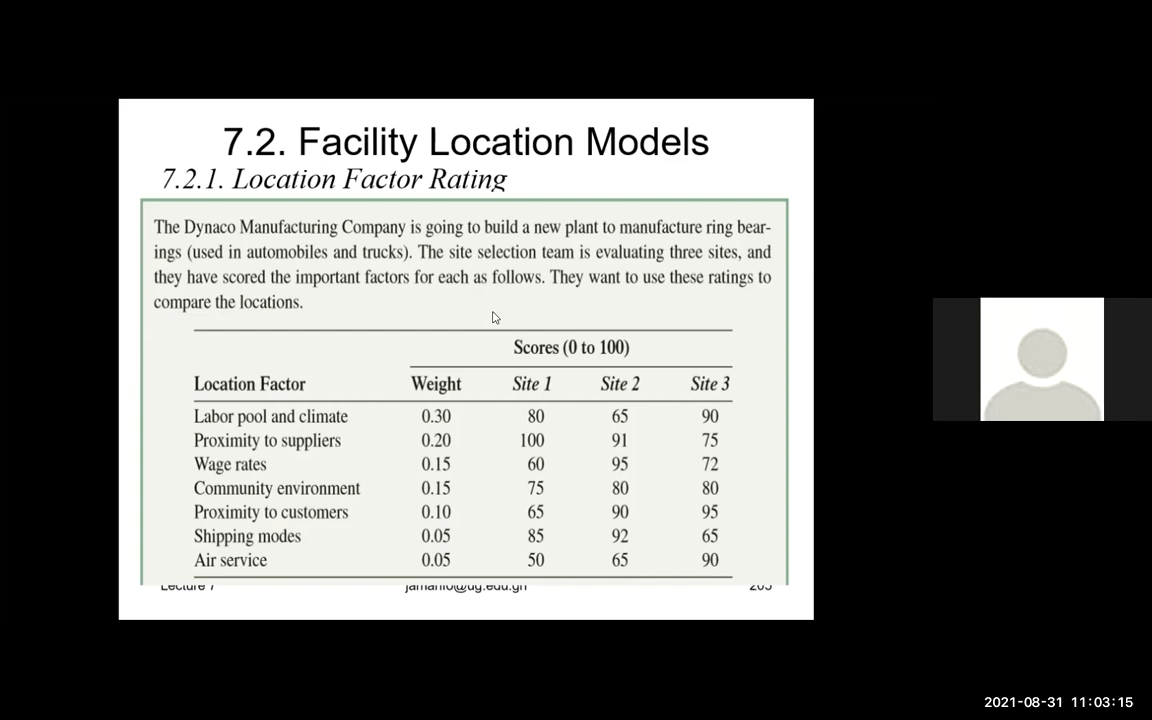 7.2. Facility Location Models
7.2.1. Location Factor Rating
The Dynaco Manufacturing Company is going to build a new plant to manufacture ring bear-
ings (used in automobiles and trucks). The site selection team is evaluating three sites, and
they have scored the important factors for each as follows. They want to use these ratings to
compare the locations.
Scores (0 to 100)
Location Factor Weight Site 1 Site 2 Site 3
Labor pool and climate 0.30 80 65 90
Proximity to suppliers 0.20 100 91 75
Wage rates 0.15 60 95 72
Community environment 0.15 75 80 80
Proximity to customers 0.10 65 90 95
Shipping modes 0.05 85 92 65
Air service 0.05 50 65 90
Lecture 7 205
2021-08-31 11:03:15